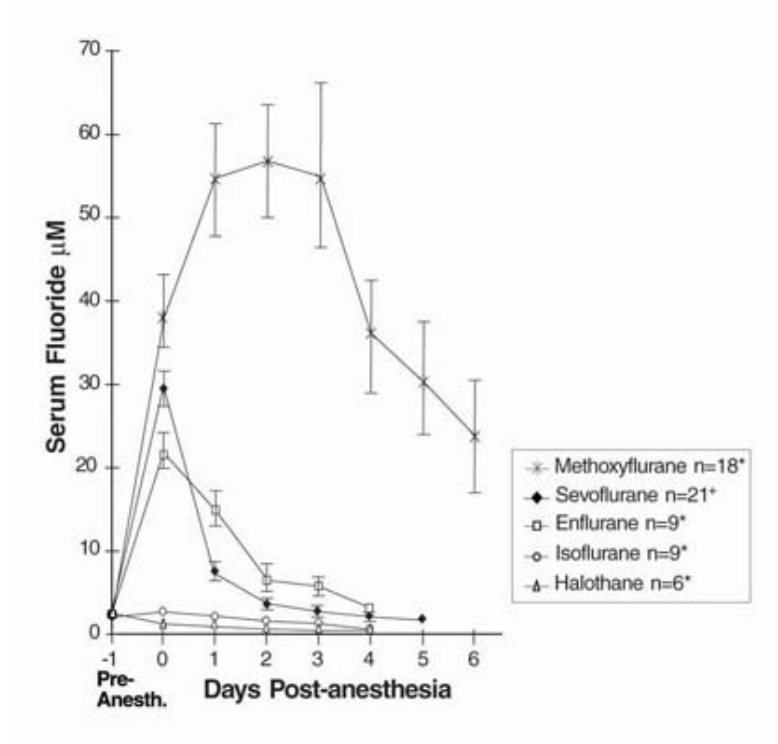 70
60
50
40
30
20
10
0
Serum Fluoride μM
-1 0 1 2 3 4 5 6
Pre-
Anesth.
Days Post-anesthesia
Methoxyflurane n=18*
Sevoflurane n=21+
Enflurane n=9*
Isoflurane n=9*
Halothane n=6*